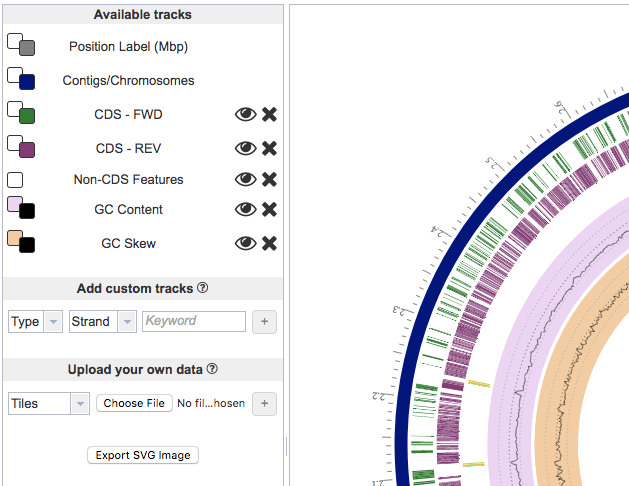 Available tracks
Position Label (Mbp)
Contigs/Chromosomes
CDS - FWD
CDS - REV
Non-CDS Features
GC Content
GC Skew
Add custom tracks ?
Type Strand Keyword +
Upload your own data ?
Tiles Choose File No fil...hosen +
Export SVG Image
2.6
2.5
2.4
2.3
2.2
2.1